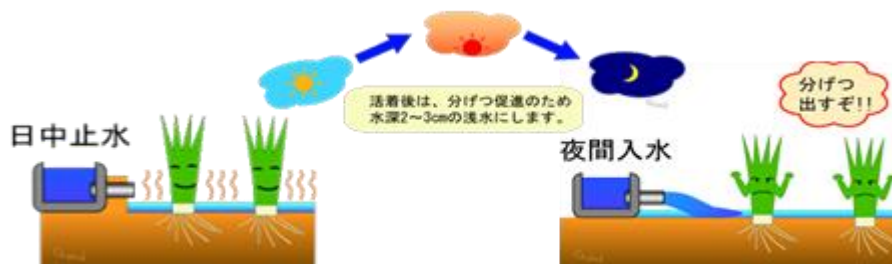 日中止水
活着後は、分げつ促進のため
水深2～3cmの浅水にします。
夜間入水
分げつ
出すぞ!!